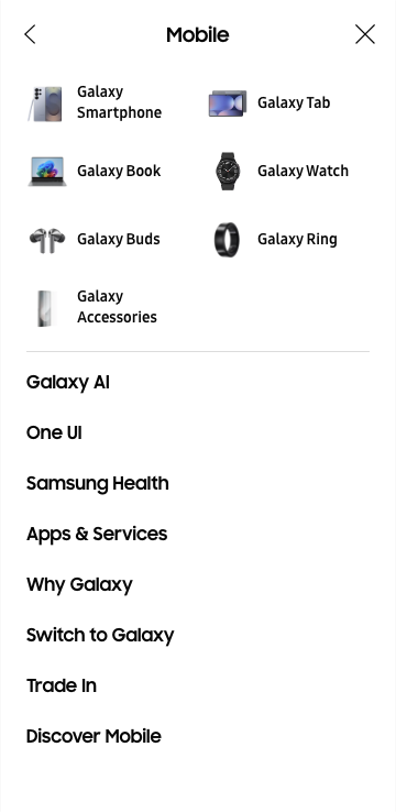 Mobile
Galaxy
Smartphone
Galaxy Tab
Galaxy Book
Galaxy Watch
Galaxy Buds
Galaxy Ring
Galaxy
Accessories
Galaxy AI
One UI
Samsung Health
Apps & Services
Why Galaxy
Switch to Galaxy
Trade In
Discover Mobile